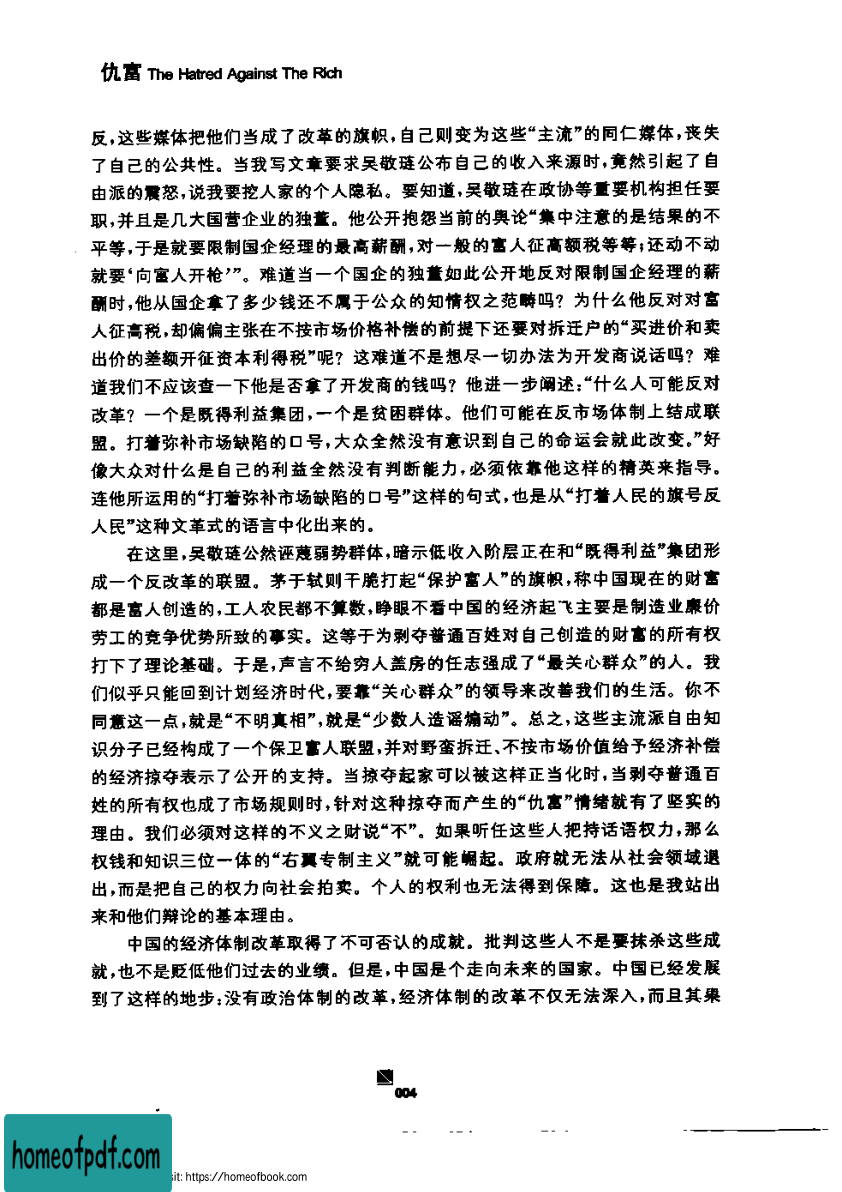 仇富 The Hatred Against The Rich
反,这些媒体把他们当成了改革的旗帜,自己则变为这些“主流”的同仁媒体,丧失
了自己的公共性。当我写文章要求吴敬琏公布自己的收入来源时,竟然引起了自
由派的震怒,说我要挖人家的个人隐私。要知道,吴敬琏在政协等重要机构担任要
职,并且是几大国营企业的独董。他公开抱怨当前的舆论“集中注意的是结果的不
平等,于是就要限制国企经理的最高薪酬,对一般的富人征高额税等等;还动不动
就要‘向富人开枪’”。难道当一个国企的独董如此公开地反对限制国企经理的薪
酬时,他从国企拿了多少钱还不属于公众的知情权之范畴吗？为什么他反对对富
人征高税,却偏偏主张在不按市场价格补偿的前提下还要对拆迁户的“买进价和卖
出价的差额开征资本利得税”呢？这难道不是想尽一切办法为开发商说话吗？难
道我们不应该查一下他是否拿了开发商的钱吗？他进一步阐述:“什么人可能反对
改革？一个是既得利益集团,一个是贫困群体。他们可能在反市场体制上结成联
盟。打着弥补市场缺陷的口号,大众全然没有意识到自己的命运会就此改变。”好
像大众对什么是自己的利益全然没有判断能力,必须依靠他这样的精英来指导。
连他所运用的“打着弥补市场缺陷的口号”这样的句式,也是从“打着人民的旗号反
人民”这种文革式的语言中化出来的。
在这里,吴敬琏公然诬蔑弱势群体,暗示低收入阶层正在和“既得利益”集团形
成一个反改革的联盟。茅于轼则干脆打起“保护富人”的旗帜,称中国现在的财富
都是富人创造的,工人农民都不算数,睁眼不看中国的经济起飞主要是制造业廉价
劳工的竞争优势所致的事实。这等于为剥夺普通百姓对自己创造的财富的所有权
打下了理论基础。于是,声言不给穷人盖房的任志强成了“最关心群众”的人。我
们似乎只能回到计划经济时代,要靠“关心群众”的领导来改善我们的生活。你不
同意这一点,就是“不明真相”,就是“少数人造谣煽动”。总之,这些主流派自由知
识分子已经构成了一个保卫富人联盟,并对野蛮拆迁、不按市场价值给予经济补偿
的经济掠夺表示了公开的支持。当掠夺起家可以被这样正当化时,当剥夺普通百
姓的所有权也成了市场规则时,针对这种掠夺而产生的“仇富”情绪就有了坚实的
理由。我们必须对这样的不义之财说“不”。如果听任这些人把持话语权力,那么
权钱和知识三位一体的“右翼专制主义”就可能崛起。政府就无法从社会领域退
出,而是把自己的权力向社会拍卖。个人的权利也无法得到保障。这也是我站出
来和他们辩论的基本理由。
中国的经济体制改革取得了不可否认的成就。批判这些人不是要抹杀这些成
就,也不是贬低他们过去的业绩。但是,中国是个走向未来的国家。中国已经发展
到了这样的地步:没有政治体制的改革,经济体制的改革不仅无法深入,而且其果
004
homeofpdf.com
sit: https://homeofbook.com